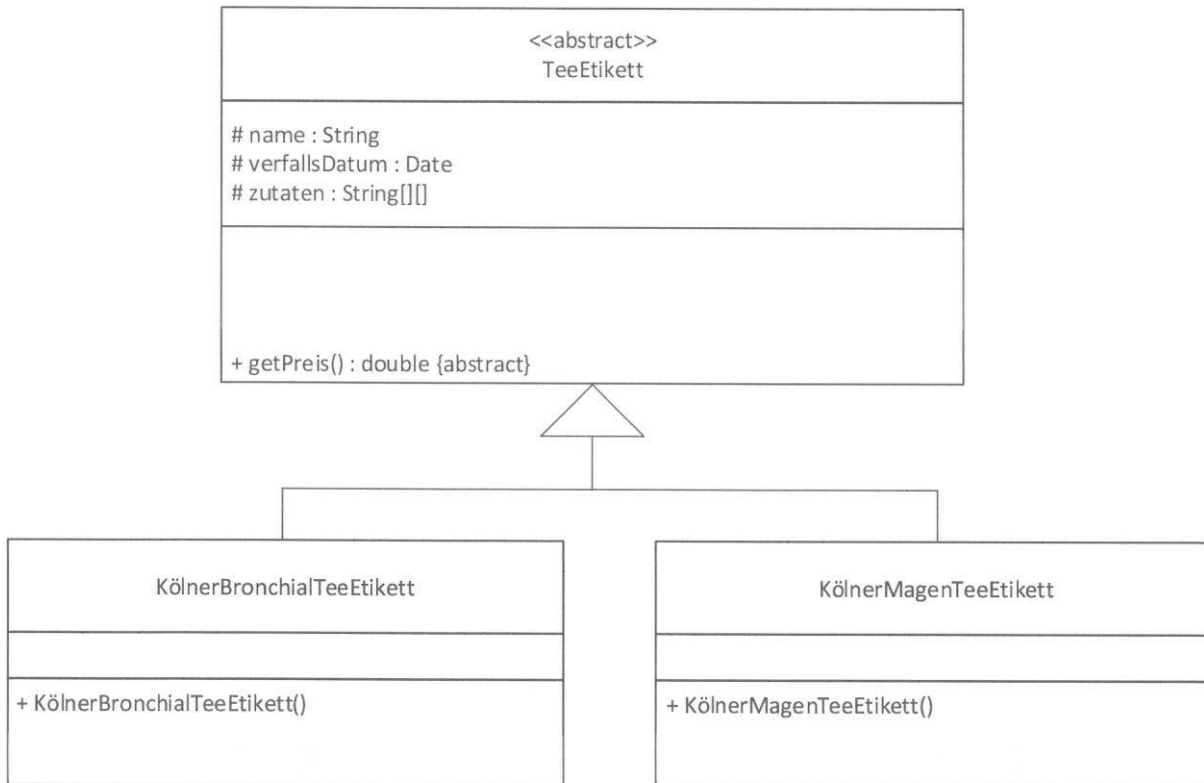 <<abstract>>
TeeEtikett
# name : String
# verfallsDatum : Date
# zutaten : String[][]
+ getPreis() : double {abstract}
KölnerBronchialTeeEtikett
+ KölnerBronchialTeeEtikett()
KölnerMagenTeeEtikett
+ KölnerMagenTeeEtikett()